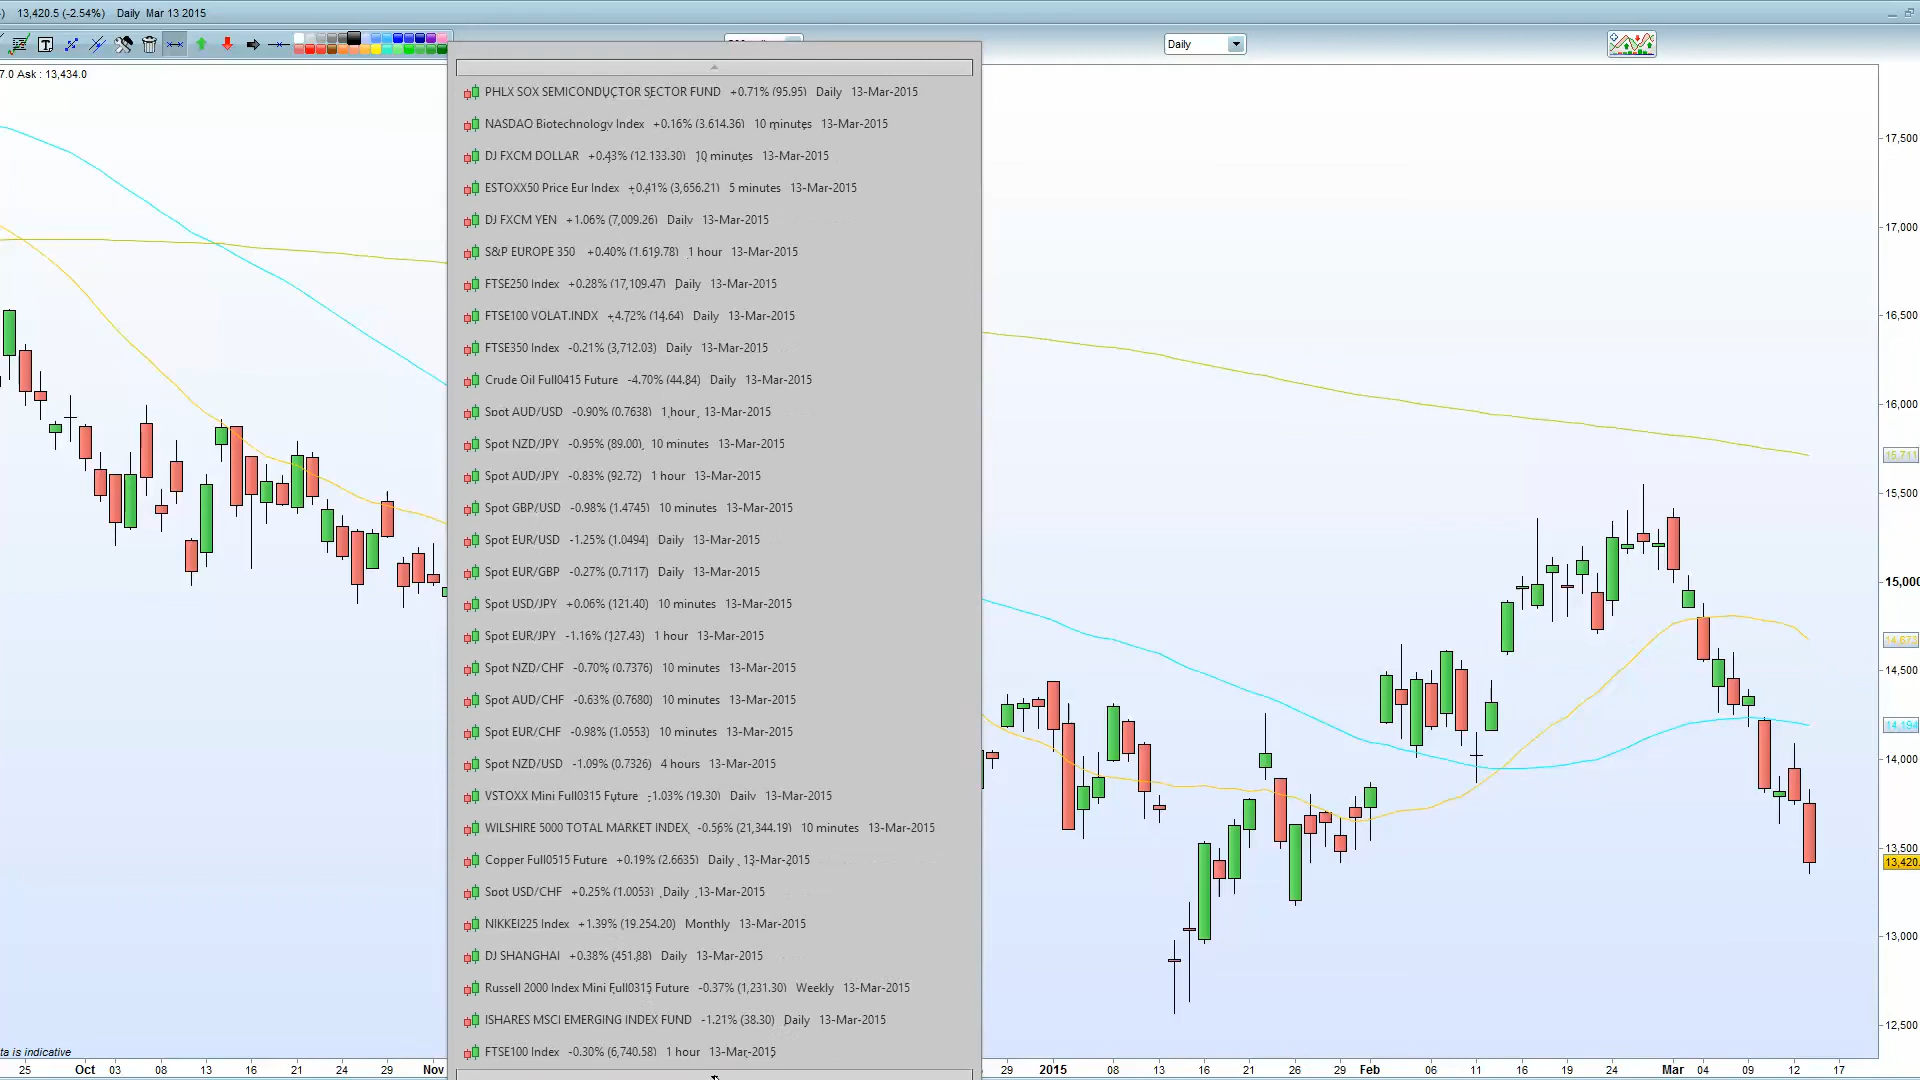 13,420.5 (-2.54%) Daily Mar 13 2015
T
Daily
7.0 Ask : 13,434.0
PHLX SOX SEMICONDUCTOR SECTOR FUND +0.71% (95.95) Daily 13-Mar-2015
NASDAQ Biotechnology Index +0.16% (3,614.36) 10 minutes 13-Mar-2015
DJ FXCM DOLLAR +0.43% (12,133.30) 10 minutes 13-Mar-2015
ESTOXX50 Price Eur Index +0.41% (3,656.21) 5 minutes 13-Mar-2015
DJ FXCM YEN +1.06% (7,009.26) Daily 13-Mar-2015
S&P EUROPE 350 +0.40% (1,619.78) 1 hour 13-Mar-2015
FTSE250 Index +0.28% (17,109.47) Daily 13-Mar-2015
FTSE100 VOLAT.INDX +4.72% (14.64) Daily 13-Mar-2015
FTSE350 Index -0.21% (3,712.03) Daily 13-Mar-2015
Crude Oil Full0415 Future -4.70% (44.84) Daily 13-Mar-2015
Spot AUD/USD -0.90% (0.7638) 1 hour 13-Mar-2015
Spot NZD/JPY -0.95% (89.00) 10 minutes 13-Mar-2015
Spot AUD/JPY -0.83% (92.72) 1 hour 13-Mar-2015
Spot GBP/USD -0.98% (1.4745) 10 minutes 13-Mar-2015
Spot EUR/USD -1.25% (1.0494) Daily 13-Mar-2015
Spot EUR/GBP -0.27% (0.7117) Daily 13-Mar-2015
Spot USD/JPY +0.06% (121.40) 10 minutes 13-Mar-2015
Spot EUR/JPY -1.16% (127.43) 1 hour 13-Mar-2015
Spot NZD/CHF -0.70% (0.7376) 10 minutes 13-Mar-2015
Spot AUD/CHF -0.63% (0.7680) 10 minutes 13-Mar-2015
Spot EUR/CHF -0.98% (1.0553) 10 minutes 13-Mar-2015
Spot NZD/USD -1.09% (0.7326) 4 hours 13-Mar-2015
VSTOXX Mini Full0315 Future -1.03% (19.30) Daily 13-Mar-2015
WILSHIRE 5000 TOTAL MARKET INDEX -0.56% (21,344.19) 10 minutes 13-Mar-2015
Copper Full0515 Future +0.19% (2.6635) Daily 13-Mar-2015
Spot USD/CHF +0.25% (1.0053) Daily 13-Mar-2015
NIKKEI225 Index +1.39% (19,254.20) Monthly 13-Mar-2015
DJ SHANGHAI +0.38% (451.88) Daily 13-Mar-2015
Russell 2000 Index Mini Full0315 Future -0.37% (1,231.30) Weekly 13-Mar-2015
ISHARES MSCI EMERGING INDEX FUND -1.21% (38.30) Daily 13-Mar-2015
FTSE100 Index -0.30% (6,740.58) 1 hour 13-Mar-2015
17,500
17,000
16,500
16,000
15,711
15,500
15,000
14,673
14,500
14,194
14,000
13,500
13,420.
13,000
12,500
ta is indicative
25 Oct 03 08 13 16 21 24 29 Nov 29 2015 08 13 16 21 26 29 Feb 06 11 16 19 24 Mar 04 09 12 17